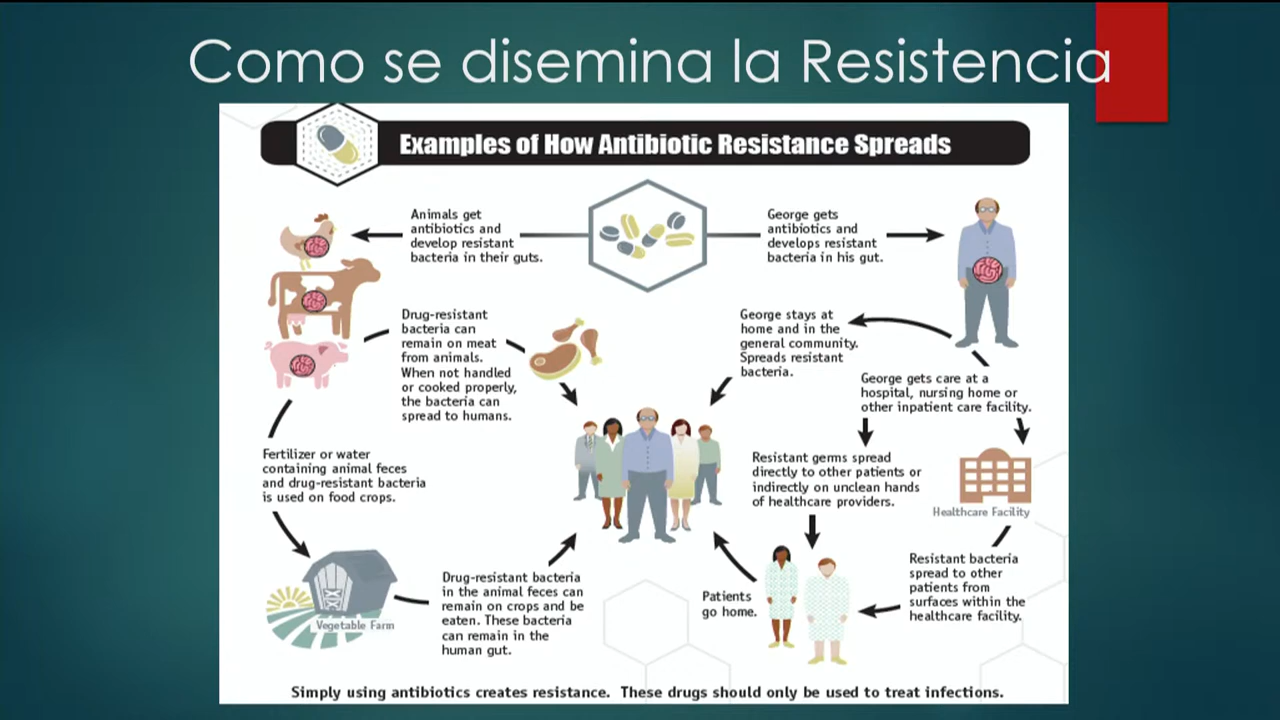 Como se disemina la Resistencia
Examples of How Antibiotic Resistance Spreads
Animals get
antibiotics and
develop resistant
bacteria in their guts.
George gets
antibiotics and
develops resistant
bacteria in his gut.
Drug-resistant
bacteria can
remain on meat
from animals.
When not handled
or cooked properly,
the bacteria can
spread to humans.
George stays at
home and in the
general community.
Spreads resistant
bacteria.
George gets care at a
hospital, nursing home or
other inpatient care facility.
Fertilizer or water
containing animal feces
and drug-resistant bacteria
is used on food crops.
Resistant germs spread
directly to other patients or
indirectly on unclean hands
of healthcare providers.
Healthcare Facility
Vegetable Farm
Drug-resistant bacteria
in the animal feces can
remain on crops and be
eaten. These bacteria
can remain in the
human gut.
Patients
go home.
Resistant bacteria
spread to other
patients from
surfaces within the
healthcare facility.
Simply using antibiotics creates resistance. These drugs should only be used to treat infections.